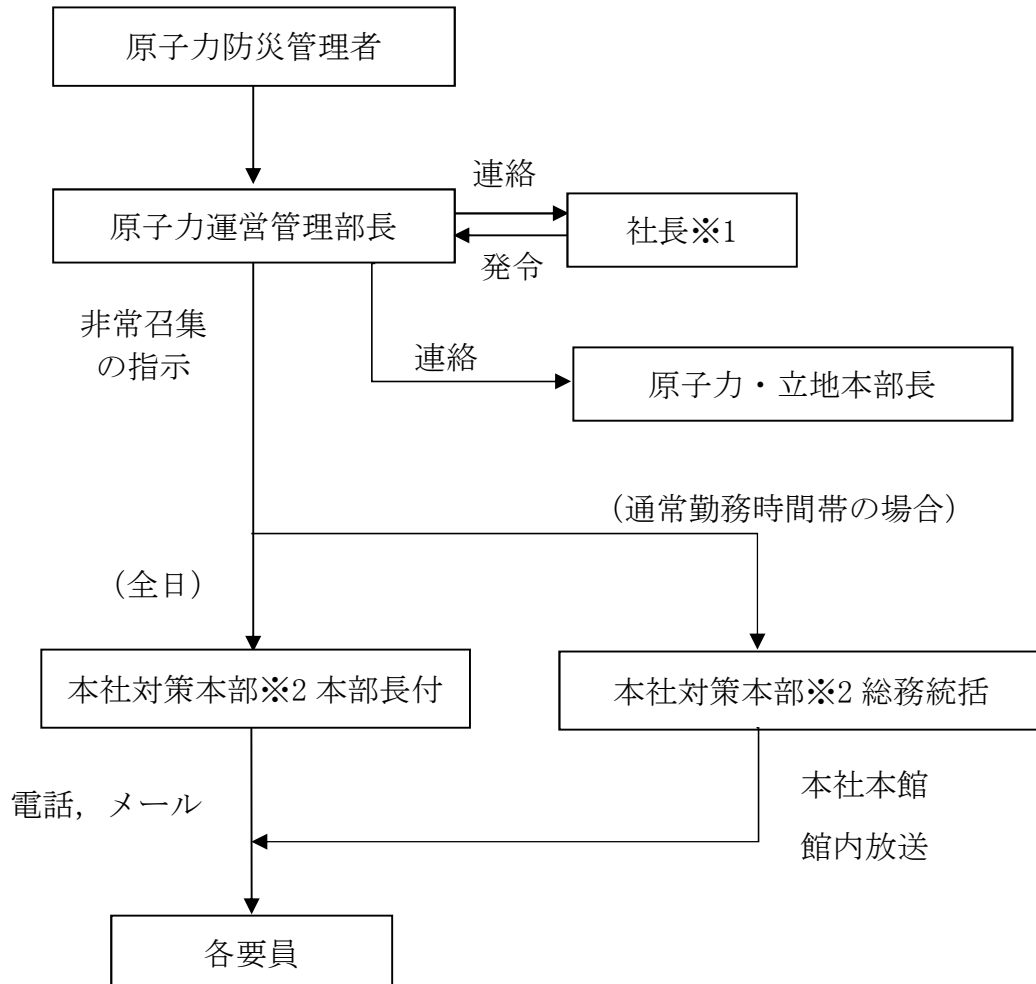 原子力防災管理者
連絡
原子力運営管理部長
社長※1
発令
非常召集
の指示
連絡
原子力・立地本部長
(通常勤務時間帯の場合)
(全日)
本社対策本部※2 本部長付
本社対策本部※2 総務統括
電話，メール
本社本館
館内放送
各要員